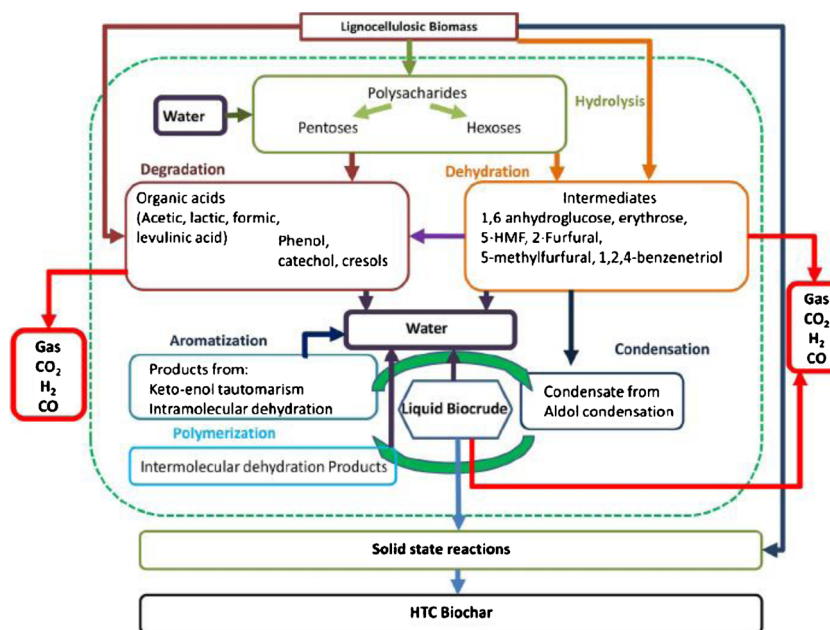 Lignocellulosic Biomass
Polysacharides
Hydrolysis
Water
Pentoses
Hexoses
Degradation
Dehydration
Organic acids
(Acetic, lactic, formic,
levulinic acid)
Phenol,
catechol, cresols
Intermediates
1,6 anhydroglucose, erythrose,
5-HMF, 2-Furfural,
5-methylfurfural, 1,2,4-benzenetriol
Gas
CO₂
H₂
CO
Gas
CO₂
H₂
CO
Water
Aromatization
Condensation
Products from:
Keto-enol tautomarism
Intramolecular dehydration
Liquid Biocrude
Condensate from
Aldol condensation
Polymerization
Intermolecular dehydration Products
Solid state reactions
HTC Biochar